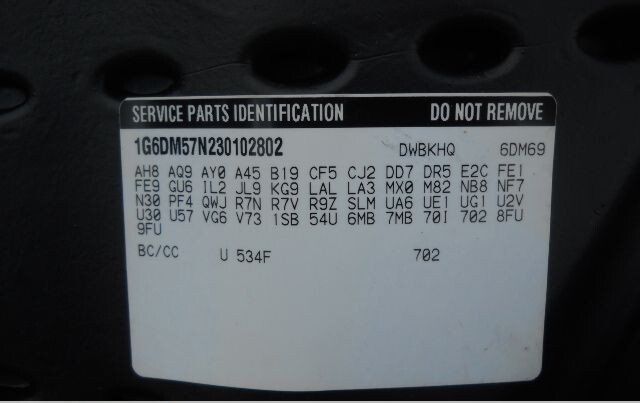 SERVICE PARTS IDENTIFICATION DO NOT REMOVE
1G6DM57N230102802 DWBKHQ 6DM69
AH8 AQ9 AY0 A45 B19 CF5 CJ2 DD7 DR5 E2C FE1
FE9 GU6 IL2 JL9 KG9 LAL LA3 MX0 M82 NB8 NF7
N30 PF4 QWJ R7N R7V R9Z SLM UA6 UE1 UG1 U2V
U30 U57 VG6 V73 1SB 54U 6MB 7MB 70I 702 8FU
9FU
BC/CC U 534F 702